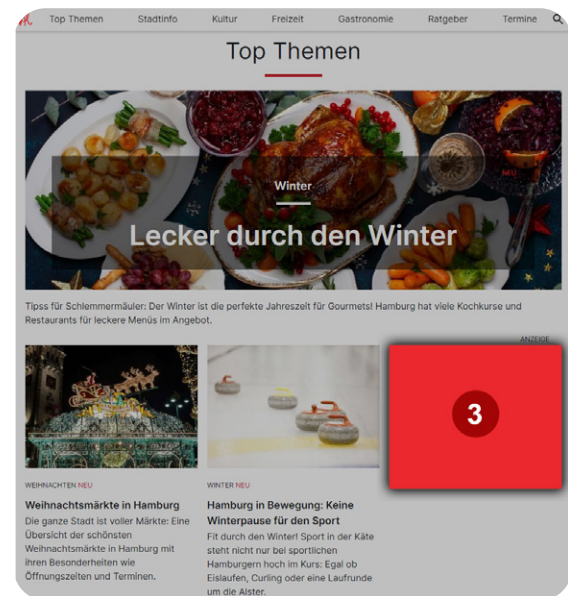 Top Themen Stadtinfo Kultur Freizeit Gastronomie Ratgeber Termine
Top Themen
NEU
Winter
Lecker durch den Winter
Tipss für Schlemmermäuler: Der Winter ist die perfekte Jahreszeit für Gourmets! Hamburg hat viele Kochkurse und
Restaurants für leckere Menüs im Angebot.
ANZEIGE
3
WEIHNACHTEN NEU
Weihnachtsmärkte in Hamburg
Die ganze Stadt ist voller Märkte: Eine
Übersicht der schönsten
Weihnachtsmärkte in Hamburg mit
ihren Besonderheiten wie
Öffnungszeiten und Terminen.
WINTER NEU
Hamburg in Bewegung: Keine
Winterpause für den Sport
Fit durch den Winter! Sport in der Käte
steht nicht nur bei sportlichen
Hamburgern hoch im Kurs: Egal ob
Eislaufen, Curling oder eine Laufrunde
um die Alster.